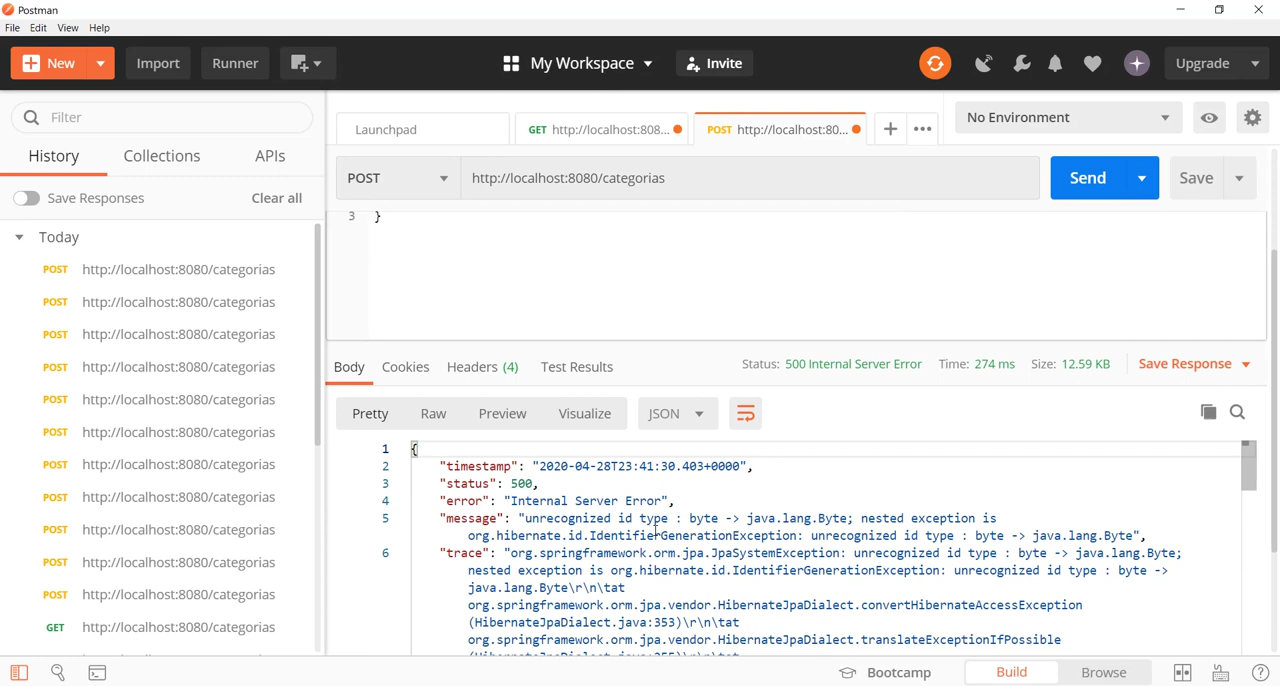 Postman
File Edit View Help
New Import Runner My Workspace Invite Upgrade
Filter
History Collections APIs
Save Responses Clear all
Today
POST http://localhost:8080/categorias
POST http://localhost:8080/categorias
POST http://localhost:8080/categorias
POST http://localhost:8080/categorias
POST http://localhost:8080/categorias
POST http://localhost:8080/categorias
POST http://localhost:8080/categorias
POST http://localhost:8080/categorias
POST http://localhost:8080/categorias
POST http://localhost:8080/categorias
POST http://localhost:8080/categorias
GET http://localhost:8080/categorias
Launchpad GET http://localhost:808... POST http://localhost:80... No Environment
POST http://localhost:8080/categorias Send Save
3 }
Body Cookies Headers (4) Test Results Status: 500 Internal Server Error Time: 274 ms Size: 12.59 KB Save Response
Pretty Raw Preview Visualize JSON
1 {
2 "timestamp": "2020-04-28T23:41:30.403+0000",
3 "status": 500,
4 "error": "Internal Server Error",
5 "message": "unrecognized id type : byte -> java.lang.Byte; nested exception is
org.hibernate.id.IdentifierGenerationException: unrecognized id type : byte -> java.lang.Byte",
6 "trace": "org.springframework.orm.jpa.JpaSystemException: unrecognized id type : byte -> java.lang.Byte;
nested exception is org.hibernate.id.IdentifierGenerationException: unrecognized id type : byte ->
java.lang.Byte\r\n\tat
org.springframework.orm.jpa.vendor.HibernateJpaDialect.convertHibernateAccessException
(HibernateJpaDialect.java:353)\r\n\tat
org.springframework.orm.jpa.vendor.HibernateJpaDialect.translateExceptionIfPossible
Bootcamp Build Browse